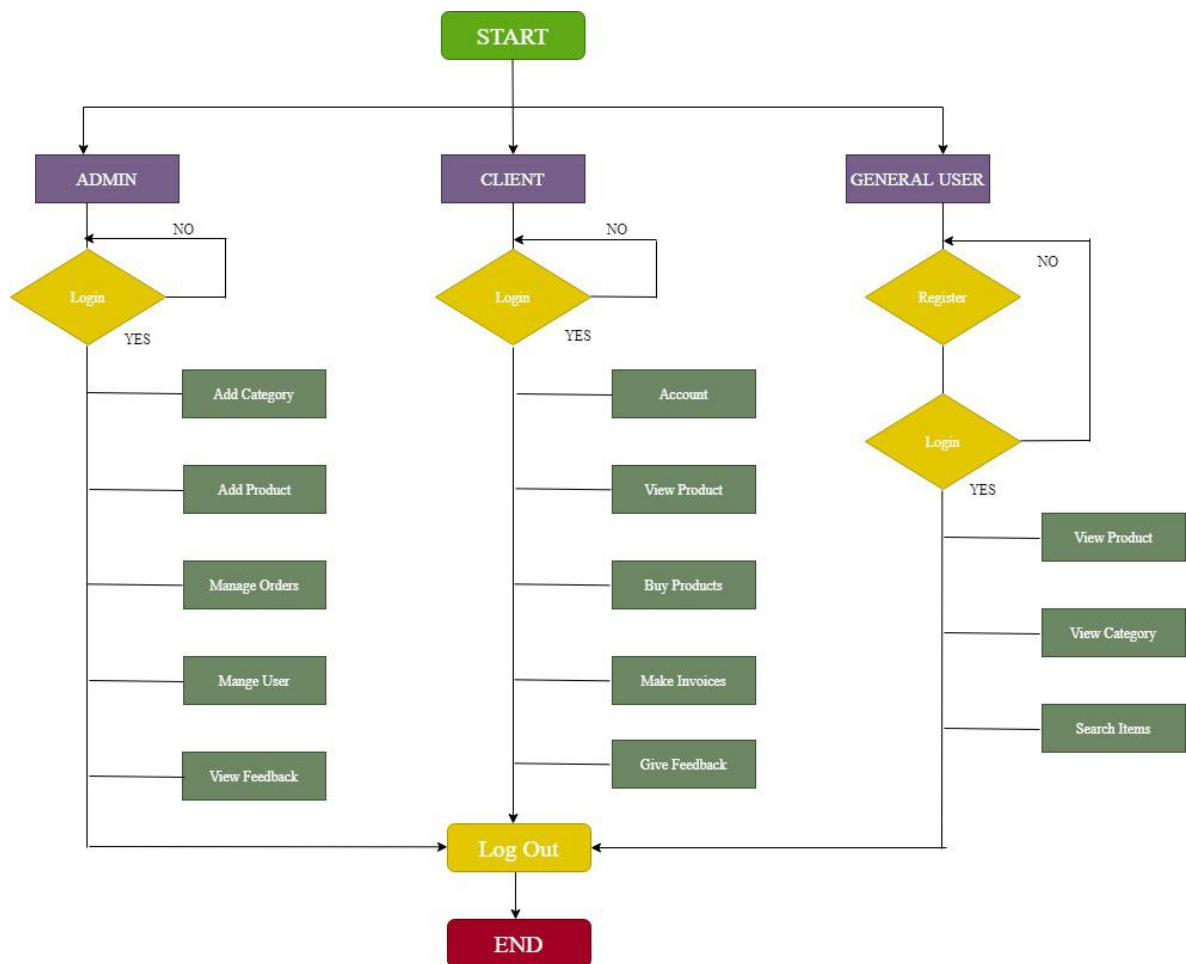 START
ADMIN
CLIENT
GENERAL USER
NO
NO
NO
Login
Login
Register
YES
YES
Add Category
Account
Login
Add Product
View Product
YES
View Product
Manage Orders
Buy Products
View Category
Mange User
Make Invoices
Search Items
View Feedback
Give Feedback
Log Out
END